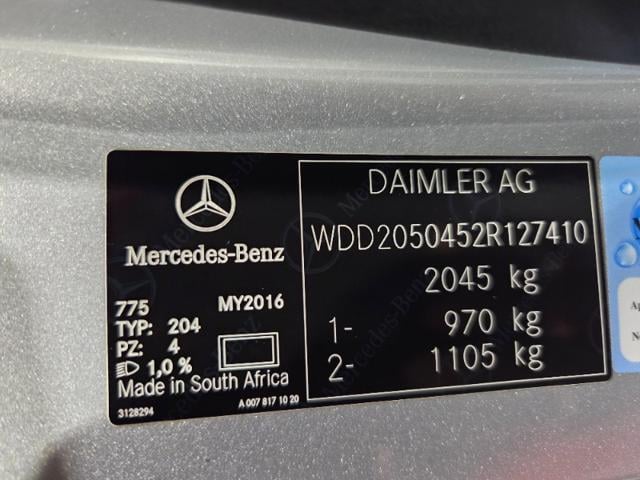 Mercedes-Benz
775 MY2016
TYP: 204
PZ: 4
1,0 %
Made in South Africa
3128294 A 007 817 10 20
DAIMLER AG
WDD2050452R127410
2045 kg
1- 970 kg
2- 1105 kg